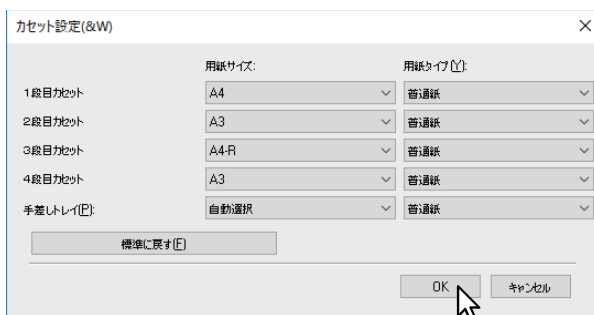 カセット設定(&W)
用紙サイズ: 用紙タイプ(Y):
1段目カセット A4 普通紙
2段目カセット A3 普通紙
3段目カセット A4-R 普通紙
4段目カセット A3 普通紙
手差しトレイ(P): 自動選択 普通紙
標準に戻す(F)
OK キャンセル